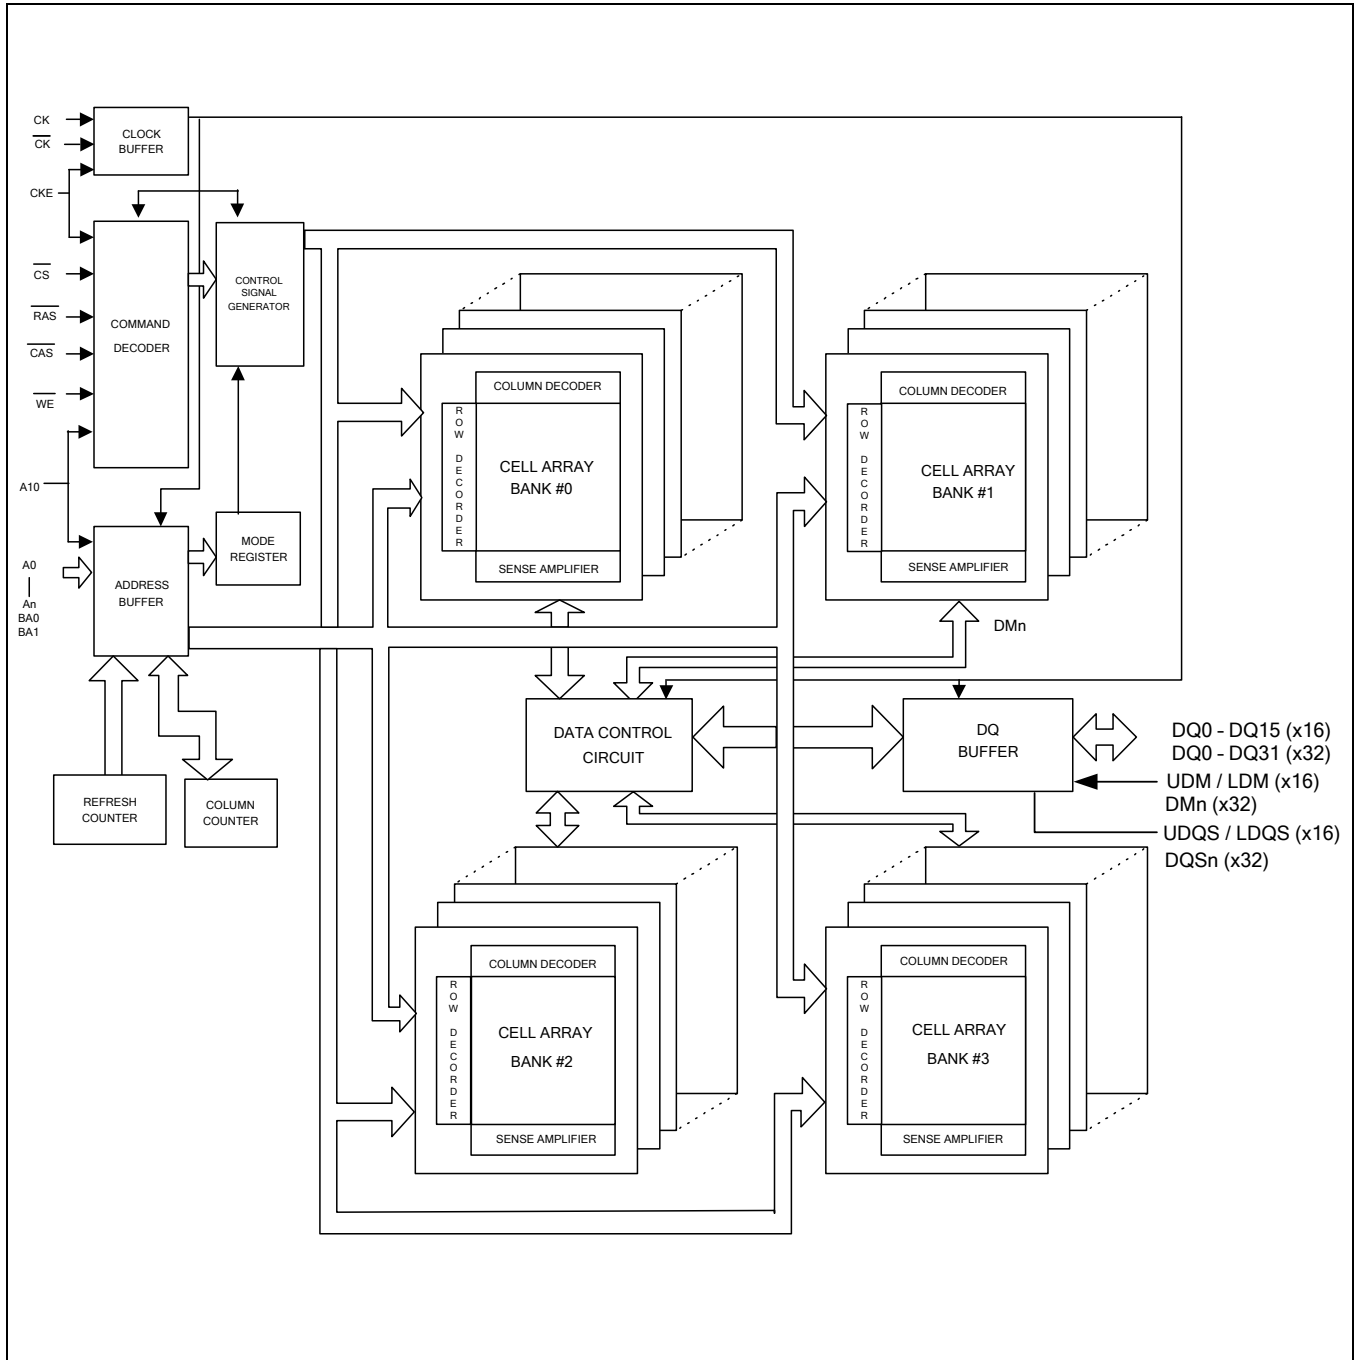 CK
CK
CKE
CS
RAS
CAS
WE
A10
A0
An
BA0
BA1
CLOCK
BUFFER
COMMAND
DECODER
CONTROL
SIGNAL
GENERATOR
MODE
REGISTER
ADDRESS
BUFFER
REFRESH
COUNTER
COLUMN
COUNTER
COLUMN DECODER
ROW DECORDER
CELL ARRAY
BANK #0
SENSE AMPLIFIER
COLUMN DECODER
ROW DECORDER
CELL ARRAY
BANK #1
SENSE AMPLIFIER
DMn
DATA CONTROL
CIRCUIT
DQ
BUFFER
DQ0 - DQ15 (x16)
DQ0 - DQ31 (x32)
UDM / LDM (x16)
DMn (x32)
UDQS / LDQS (x16)
DQSn (x32)
COLUMN DECODER
ROW DECORDER
CELL ARRAY
BANK #2
SENSE AMPLIFIER
COLUMN DECODER
ROW DECORDER
CELL ARRAY
BANK #3
SENSE AMPLIFIER